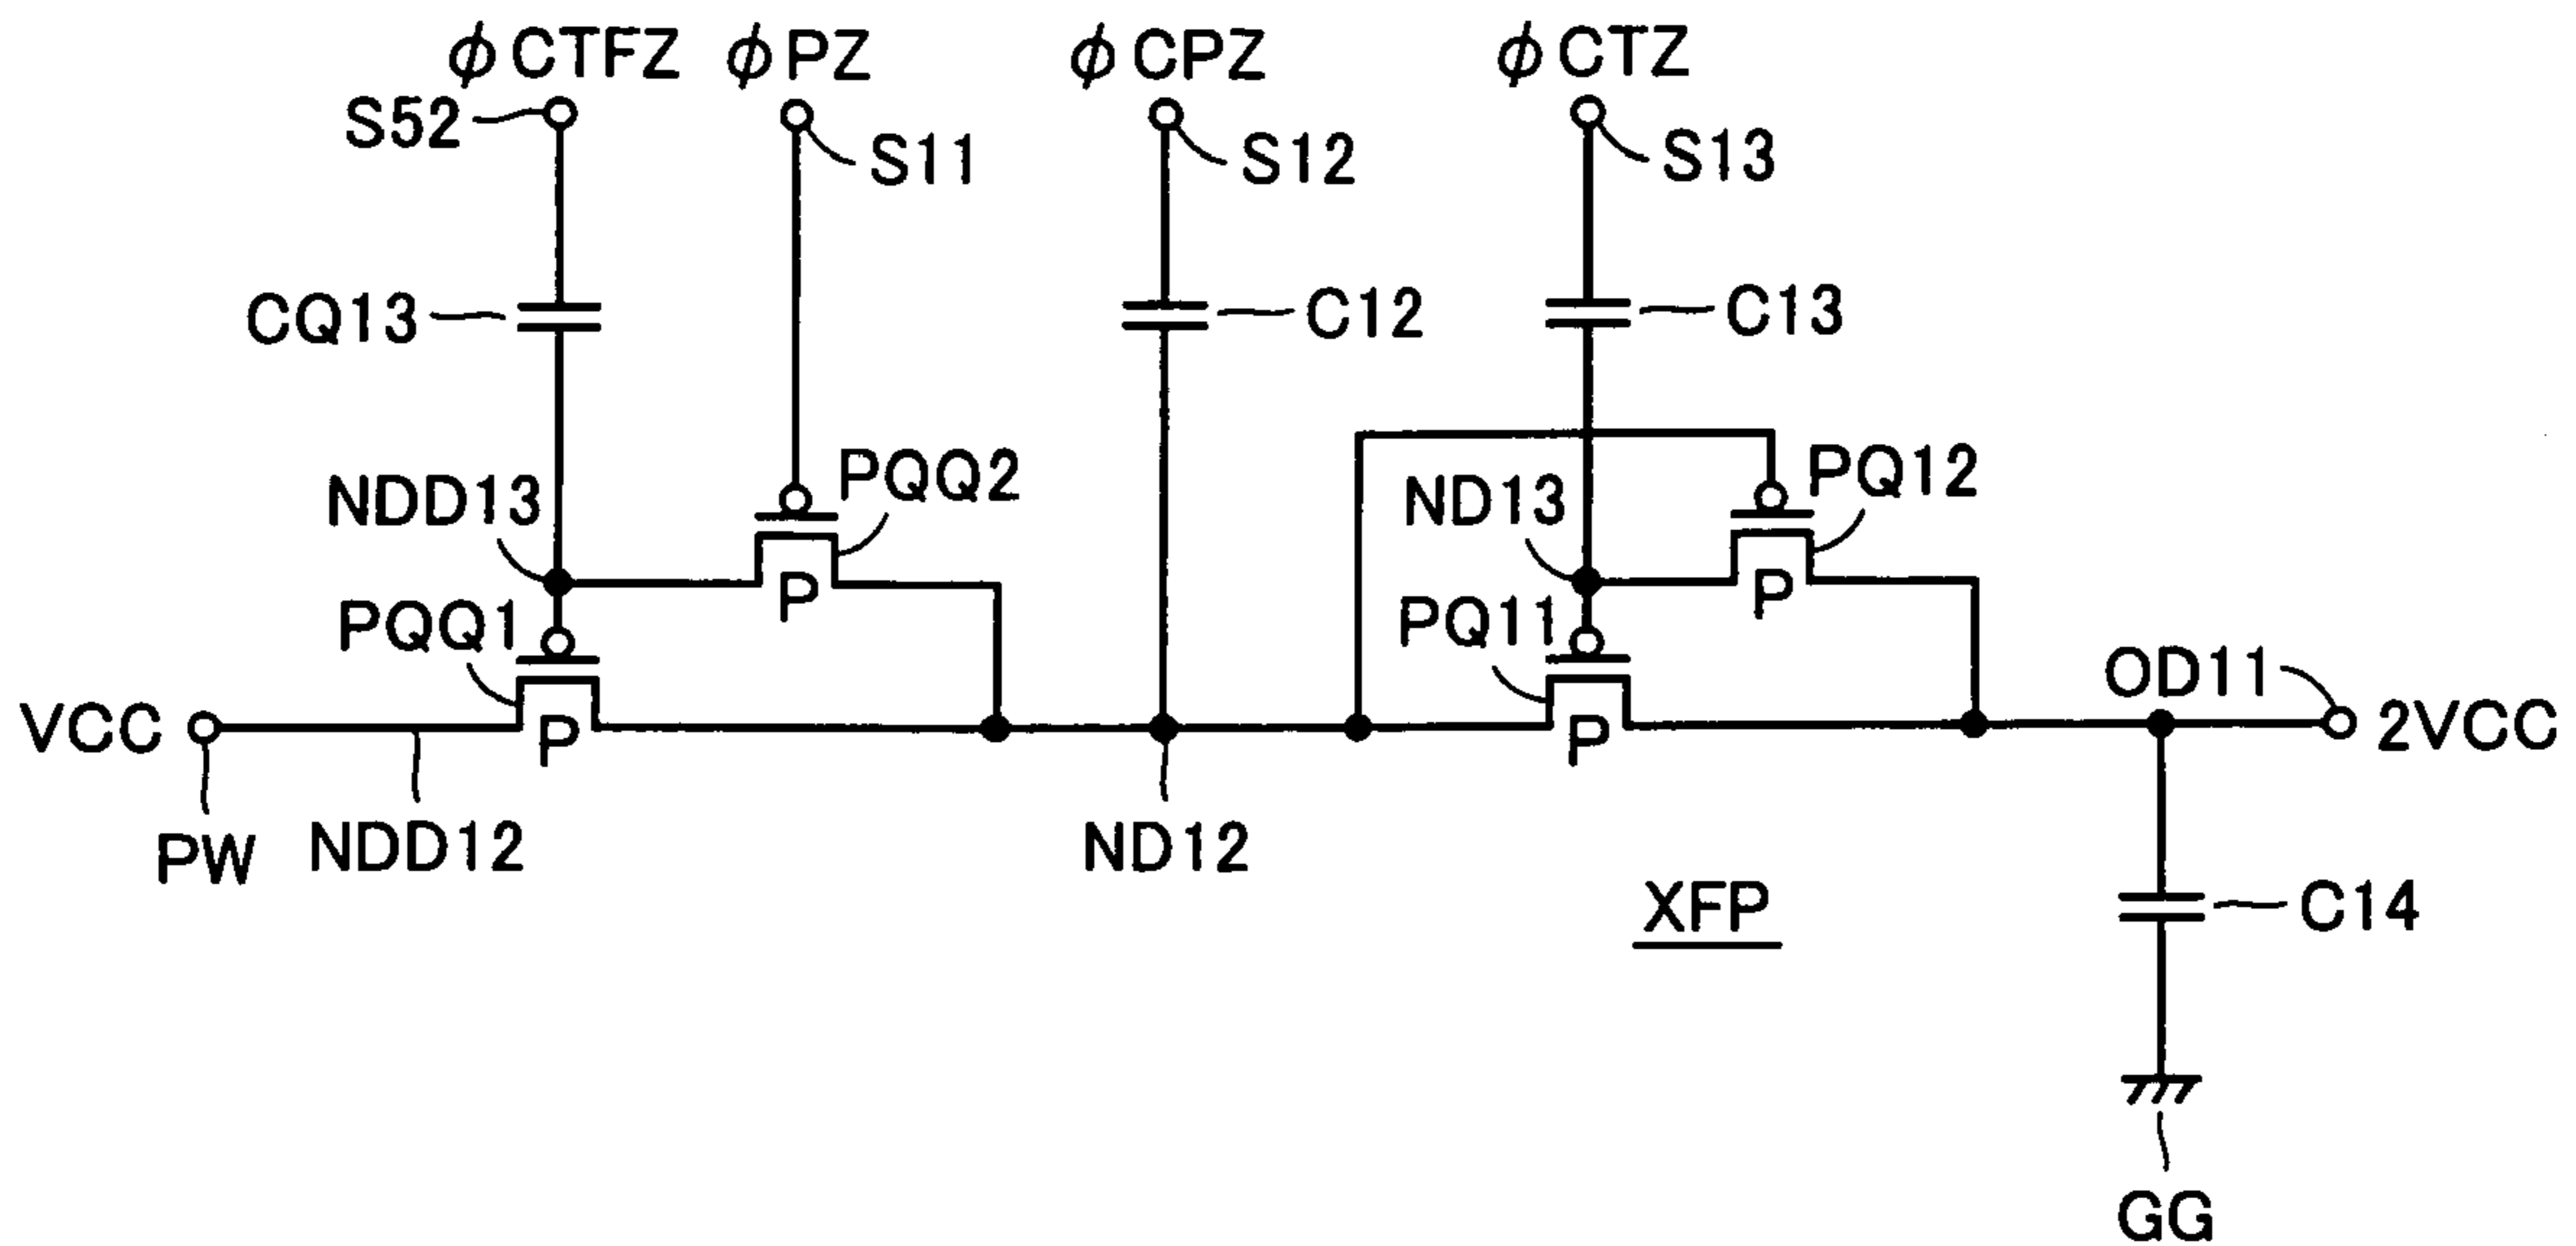 φCTFZ φPZ φCPZ φCTZ
S52 S11 S12 S13
CQ13 C12 C13
NDD13 PQQ2 ND13 PQ12
P P
PQQ1 PQ11
VCC P P OD11 2VCC
PW NDD12 ND12
XFP C14
GG